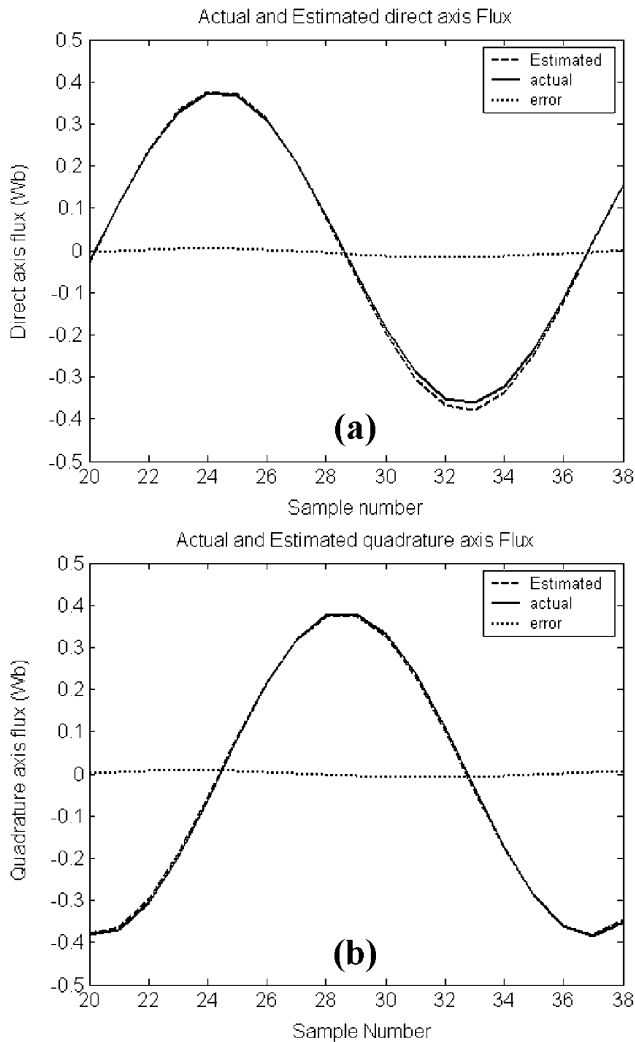 Actual and Estimated direct axis Flux
0.5
0.4
0.3
0.2
0.1
0
-0.1
-0.2
-0.3
-0.4
-0.5
Direct axis flux (Wb)
Estimated
actual
error
(a)
20 22 24 26 28 30 32 34 36 38
Sample number
Actual and Estimated quadrature axis Flux
0.5
0.4
0.3
0.2
0.1
0
-0.1
-0.2
-0.3
-0.4
-0.5
Quadrature axis flux (Wb)
Estimated
actual
error
(b)
20 22 24 26 28 30 32 34 36 38
Sample Number